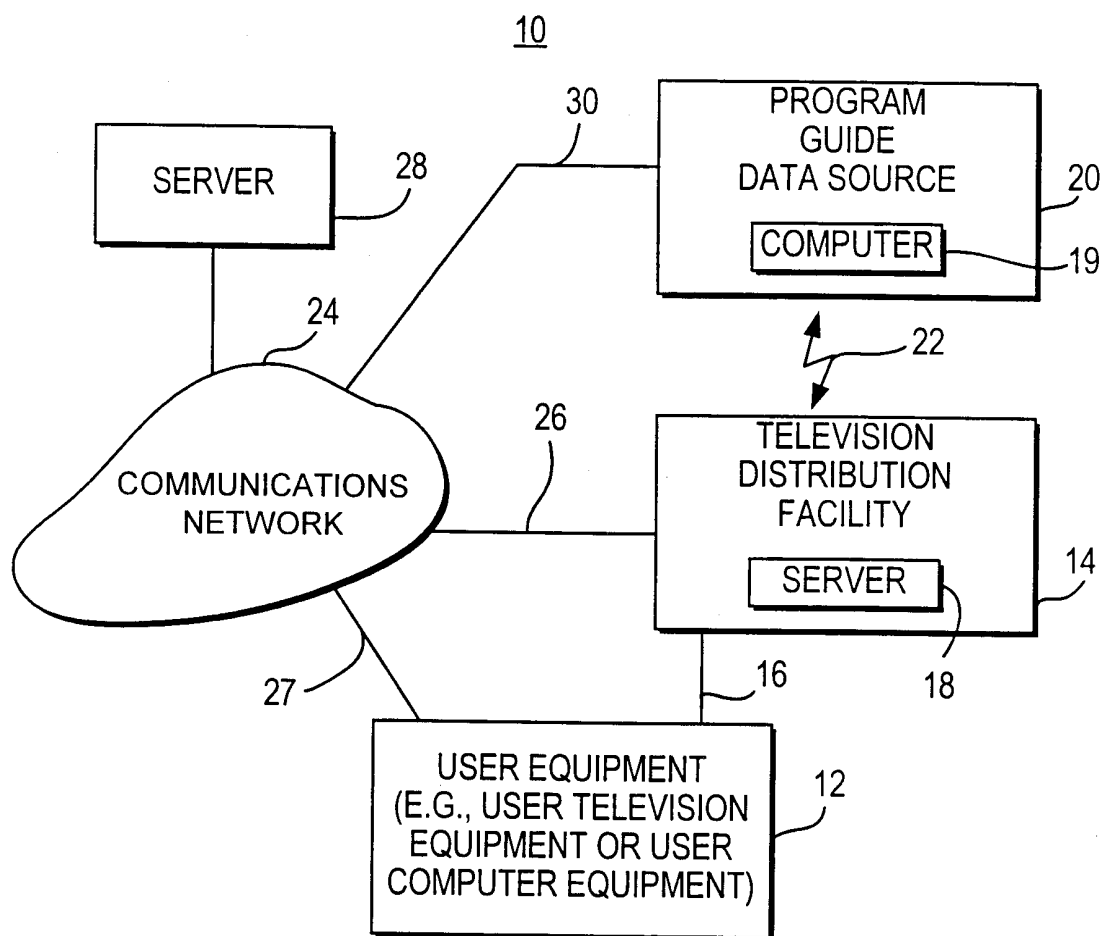 10
30
PROGRAM
GUIDE
DATA SOURCE
COMPUTER
20
19
SERVER
28
24
22
COMMUNICATIONS
NETWORK
26
TELEVISION
DISTRIBUTION
FACILITY
SERVER
14
18
27
16
USER EQUIPMENT
(E.G., USER TELEVISION
EQUIPMENT OR USER
COMPUTER EQUIPMENT)
12